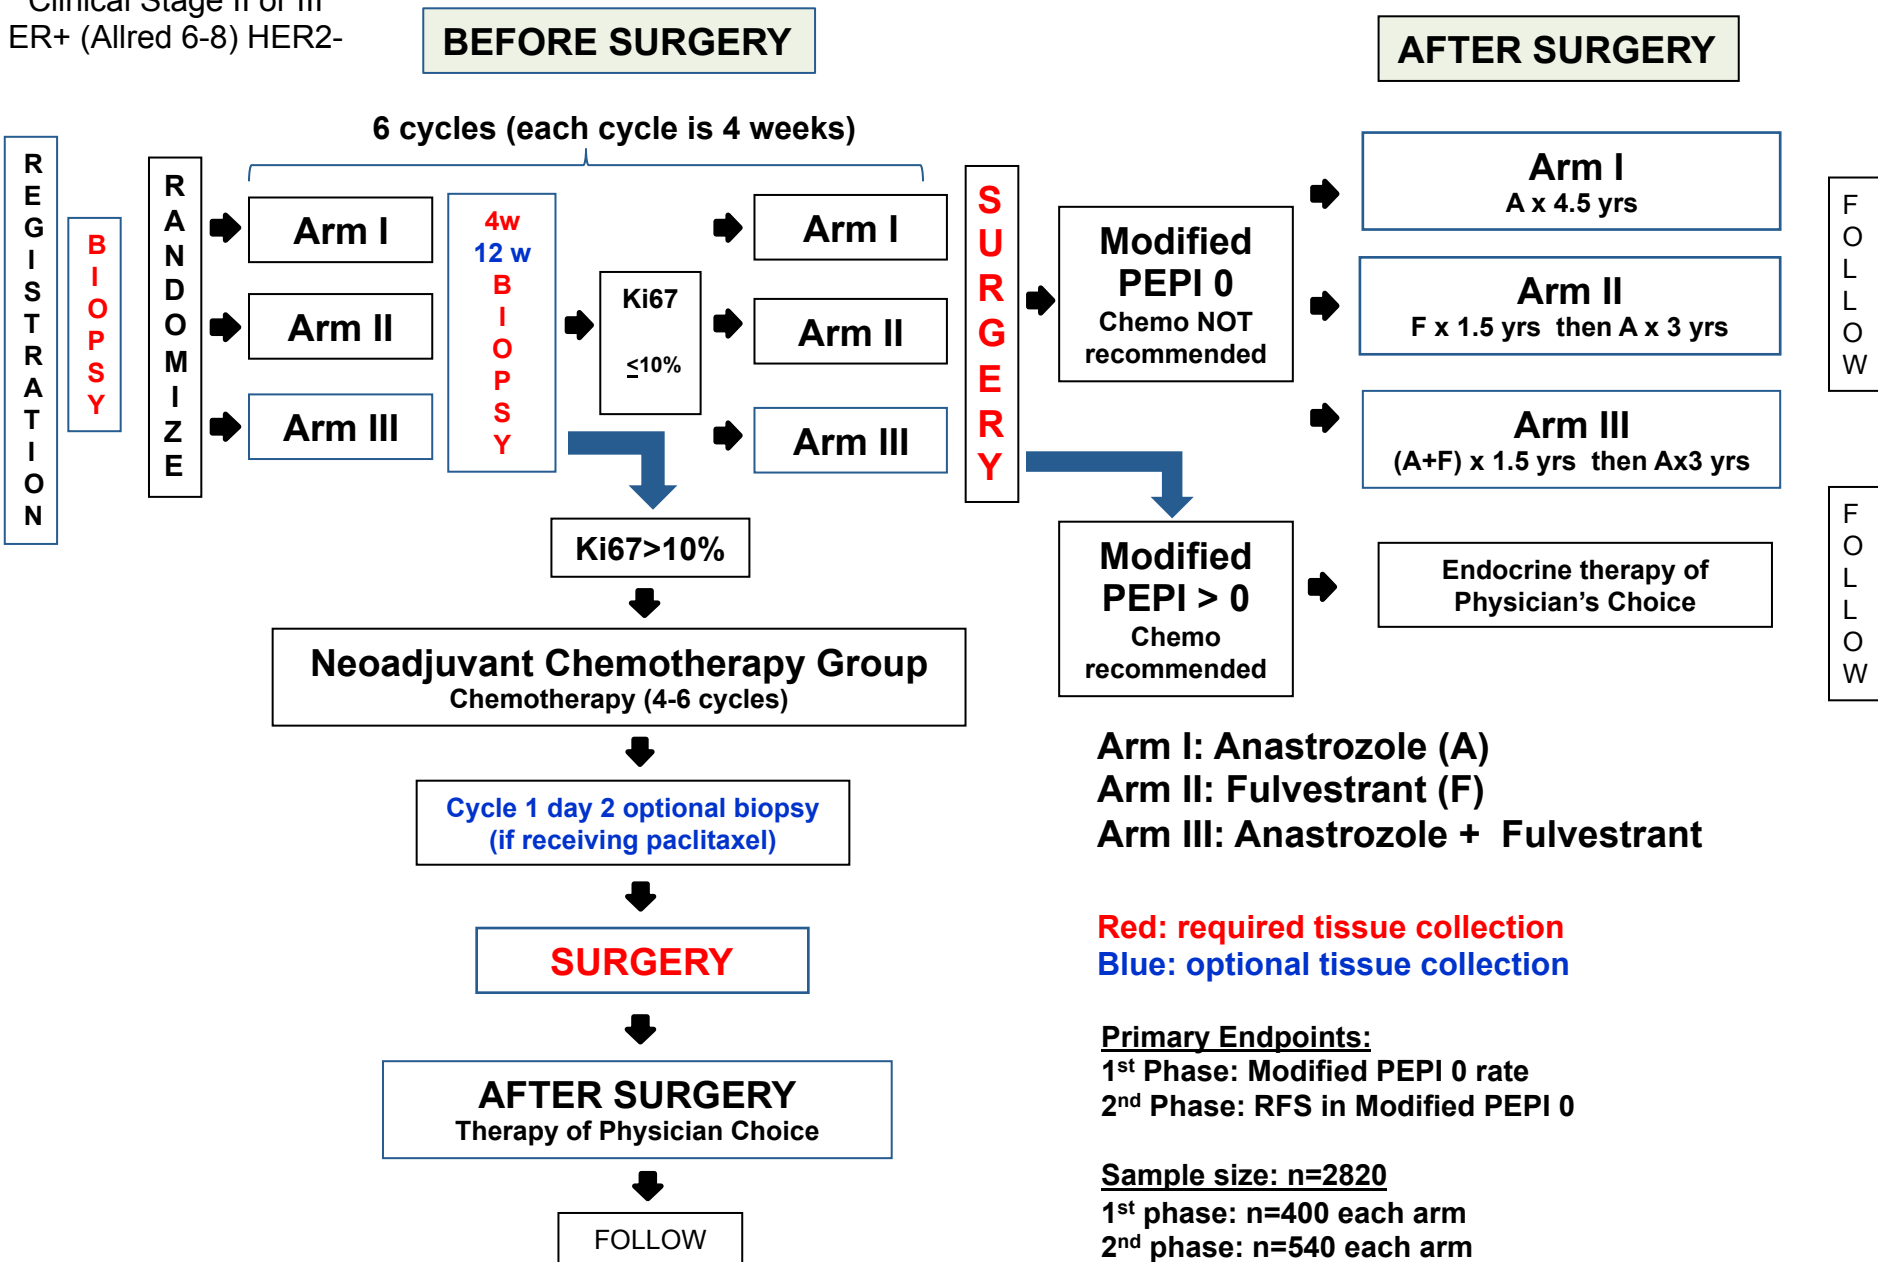 Clinical Stage II or III
ER+ (Allred 6-8) HER2-
BEFORE SURGERY
AFTER SURGERY
6 cycles (each cycle is 4 weeks)
REGISTRATION
BIOPSY
RANDOMIZE
Arm I
Arm II
Arm III
4w
12 w
BIOPSY
Ki67
≤10%
Arm I
Arm II
Arm III
SURGERY
Modified
PEPI 0
Chemo NOT
recommended
Arm I
A x 4.5 yrs
Arm II
F x 1.5 yrs then A x 3 yrs
Arm III
(A+F) x 1.5 yrs then Ax3 yrs
FOLLOW
Ki67>10%
Modified
PEPI > 0
Chemo
recommended
Endocrine therapy of
Physician’s Choice
FOLLOW
Neoadjuvant Chemotherapy Group
Chemotherapy (4-6 cycles)
Cycle 1 day 2 optional biopsy
(if receiving paclitaxel)
SURGERY
AFTER SURGERY
Therapy of Physician Choice
FOLLOW
Arm I: Anastrozole (A)
Arm II: Fulvestrant (F)
Arm III: Anastrozole + Fulvestrant
Red: required tissue collection
Blue: optional tissue collection
Primary Endpoints:
1st Phase: Modified PEPI 0 rate
2nd Phase: RFS in Modified PEPI 0
Sample size: n=2820
1st phase: n=400 each arm
2nd phase: n=540 each arm